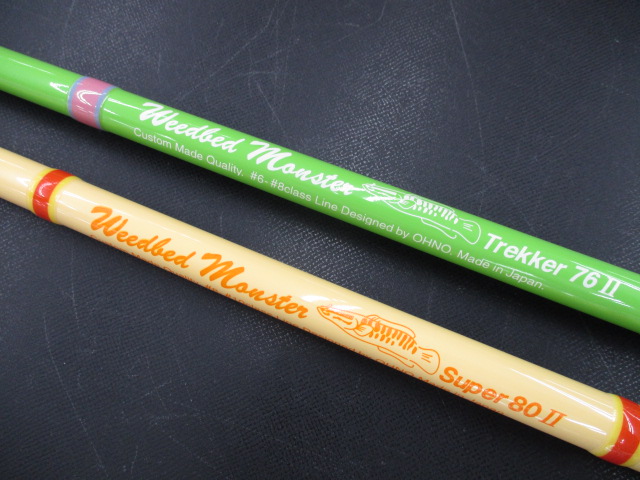 Weedbed Monster
Trekker 76 II
Custom Made Quality. #6-#8class Line Designed by OHNO. Made in Japan.
Weedbed Monster
Super 80 II